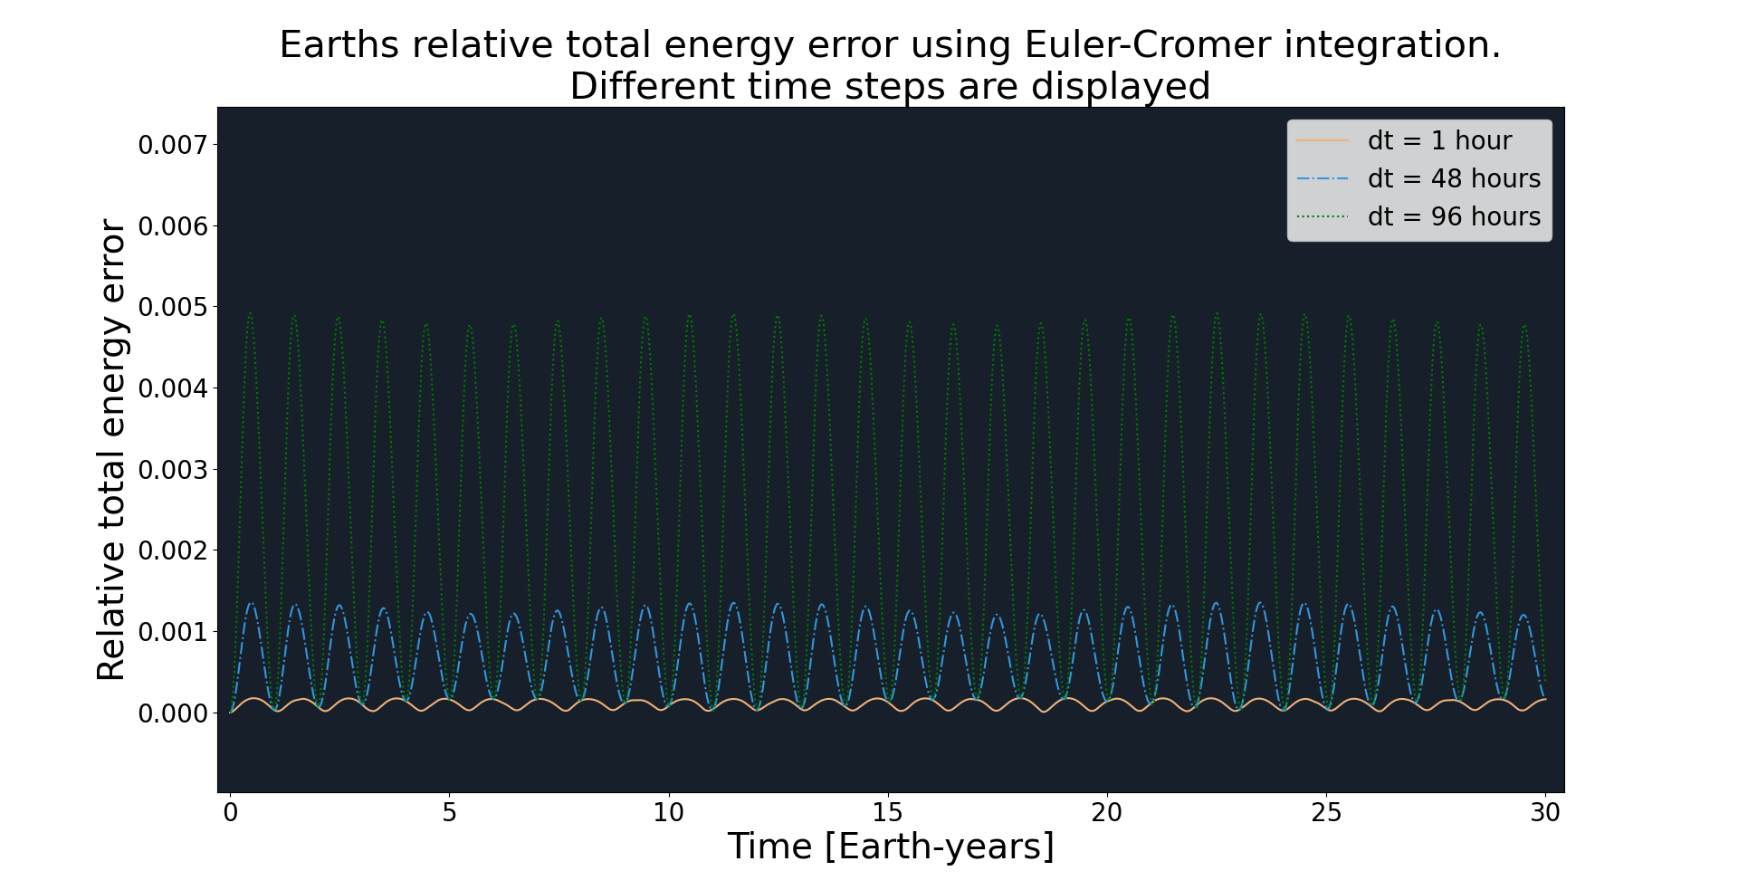 Earths relative total energy error using Euler-Cromer integration.
Different time steps are displayed
dt = 1 hour
dt = 48 hours
dt = 96 hours
Relative total energy error
0.007
0.006
0.005
0.004
0.003
0.002
0.001
0.000
0 5 10 15 20 25 30
Time [Earth-years]